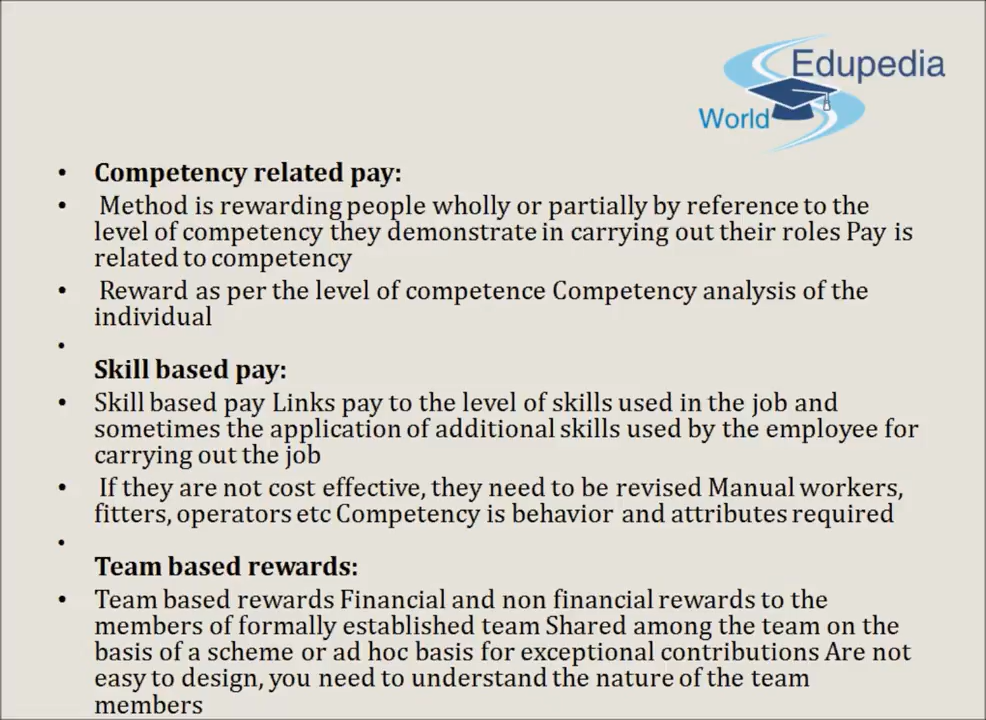 Edupedia
World
• Competency related pay:
• Method is rewarding people wholly or partially by reference to the
level of competency they demonstrate in carrying out their roles Pay is
related to competency
• Reward as per the level of competence Competency analysis of the
individual
•
Skill based pay:
• Skill based pay Links pay to the level of skills used in the job and
sometimes the application of additional skills used by the employee for
carrying out the job
• If they are not cost effective, they need to be revised Manual workers,
fitters, operators etc Competency is behavior and attributes required
•
Team based rewards:
• Team based rewards Financial and non financial rewards to the
members of formally established team Shared among the team on the
basis of a scheme or ad hoc basis for exceptional contributions Are not
easy to design, you need to understand the nature of the team
members